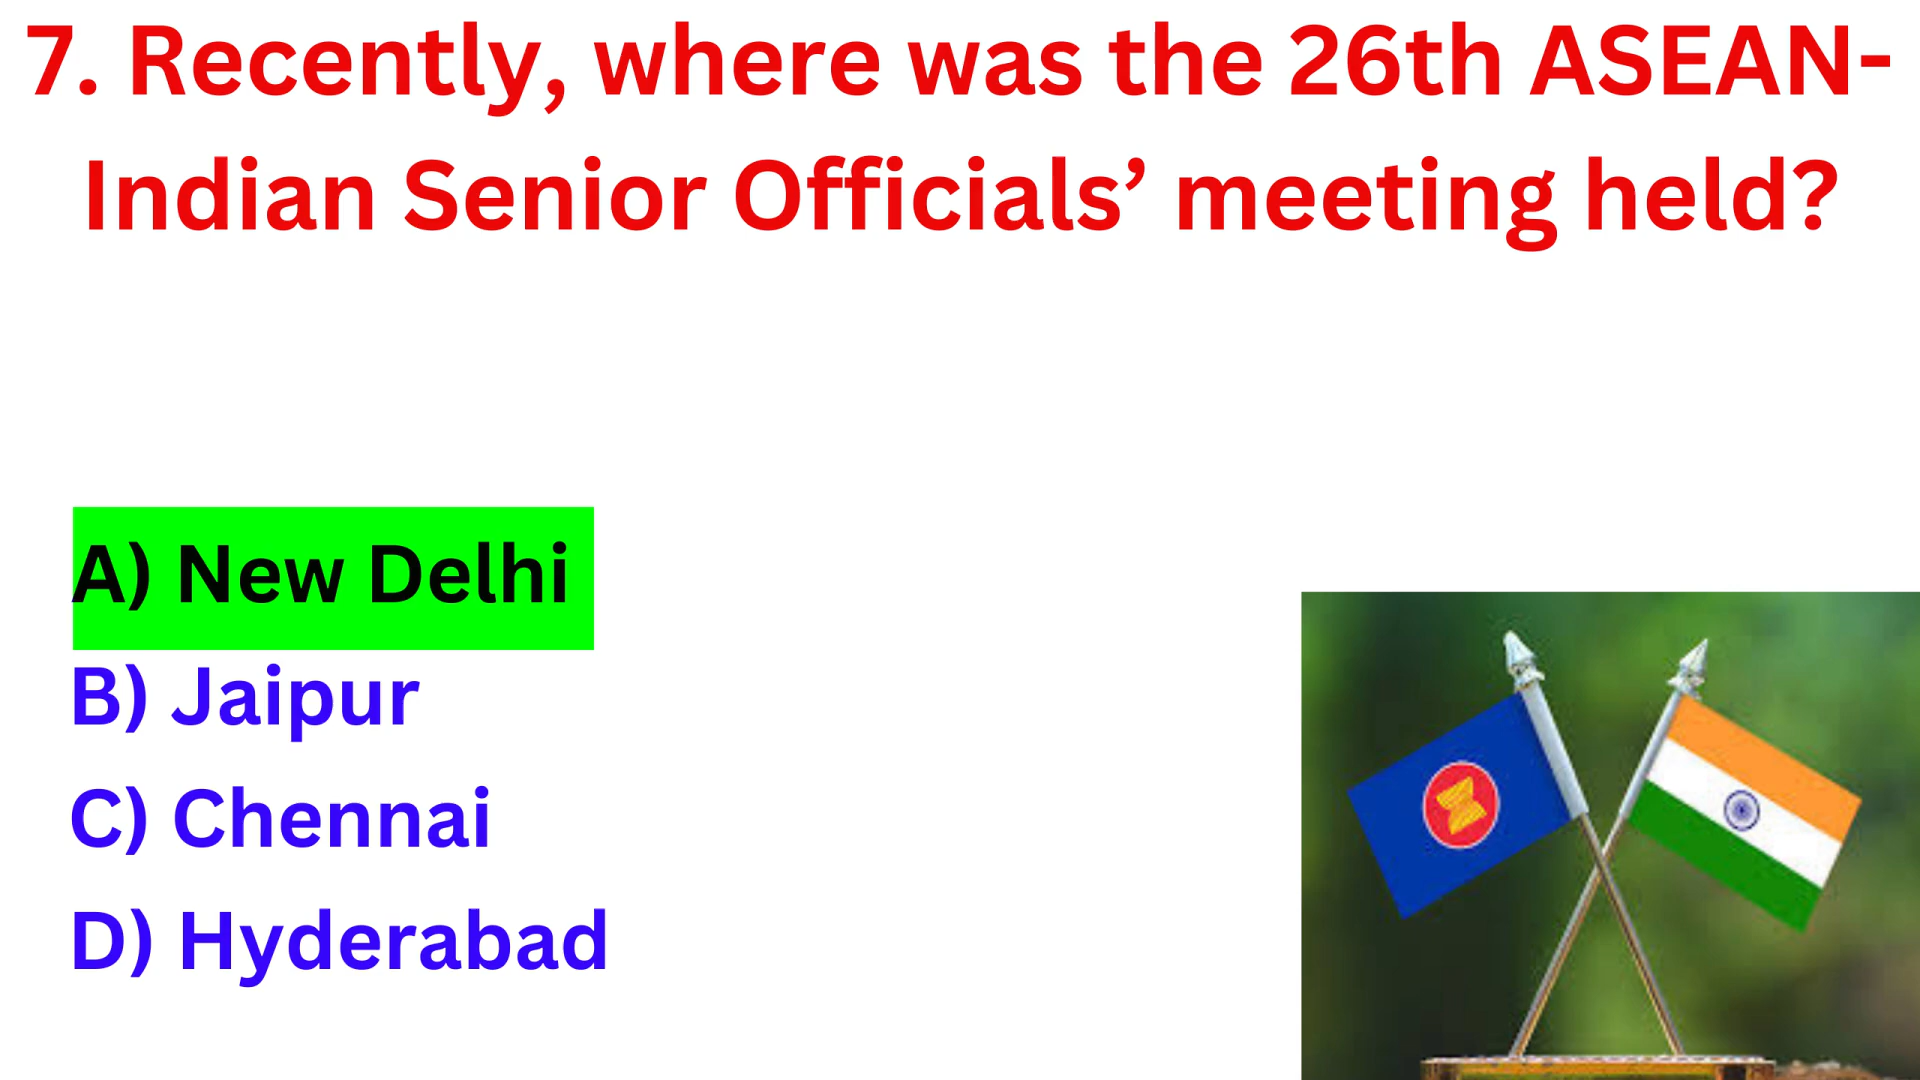 7. Recently, where was the 26th ASEAN-
Indian Senior Officials’ meeting held?
A) New Delhi
B) Jaipur
C) Chennai
D) Hyderabad